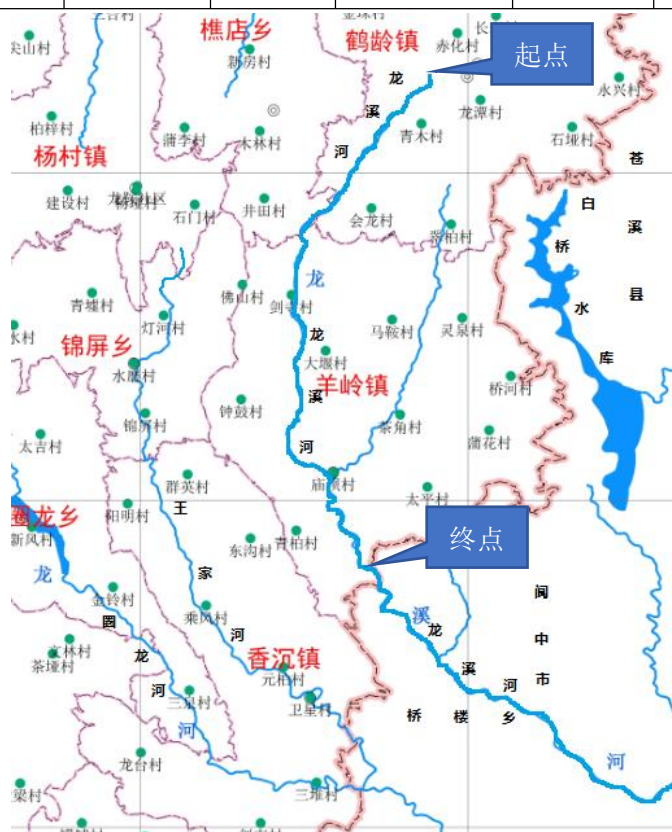 樵店乡
鹤龄镇
赤化村
尖山村
新房村
起点
龙
溪
河
永兴村
龙潭村
柏梓村
蒲李村
木林村
青木村
石垭村
杨村镇
苍
溪
县
建设村
石门村
井田村
会龙村
翠柏村
白
桥
水
库
龙
佛山村
剑寺村
青墟村
灯河村
马鞍村
灵泉村
水村
锦屏乡
龙
溪
河
大堰村
羊岭镇
桥河村
钟鼓村
锦屏村
茶角村
蒲花村
太吉村
群英村
庙坝村
太平村
王
家
河
阳明村
圈龙乡
新风村
东沟村
青柏村
终点
龙
金铃村
圈
龙
河
乘风村
溪
龙
溪
河
阆
中
市
文林村
茶垭村
香沉镇
元柏村
三泉村
卫星村
桥
楼
乡
河
河
龙台村
梁村
三堆村